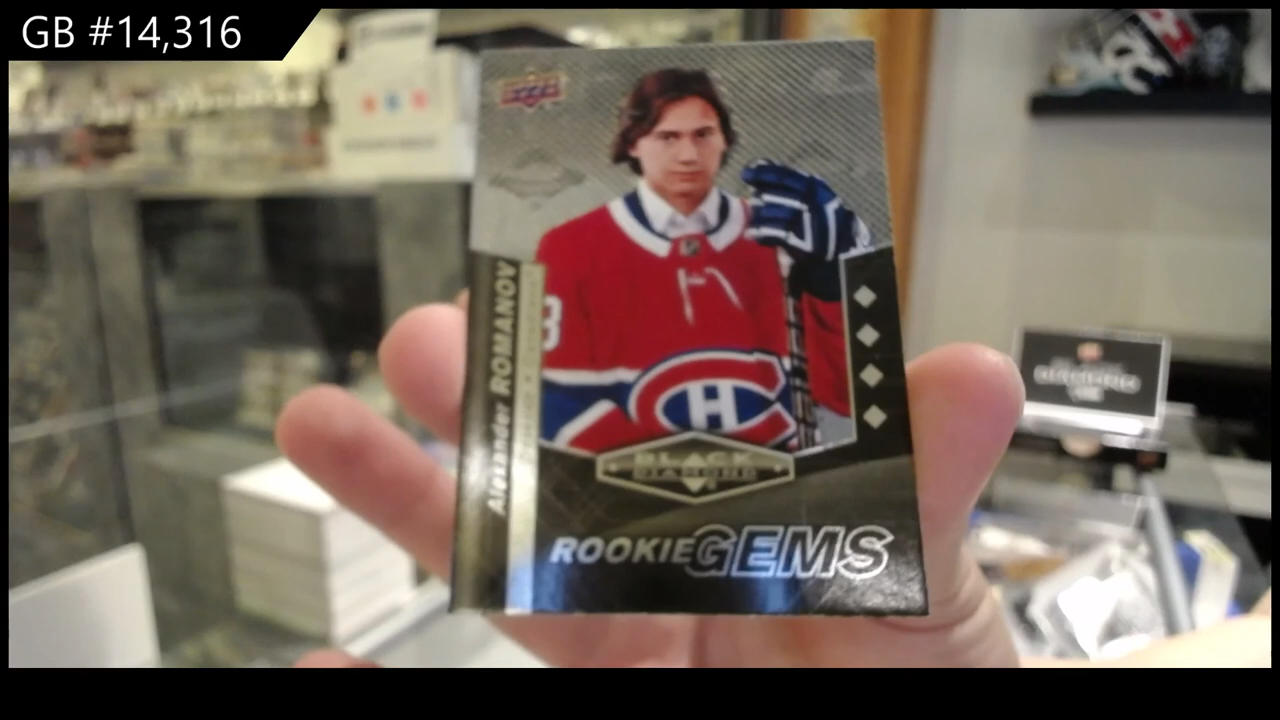 GB #14,316
Alexander ROMANOV
BLACK
DIAMOND
ROOKIE GEMS